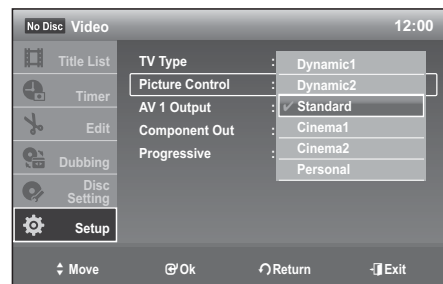 No Disc Video 12:00
Title List
Timer
Edit
Dubbing
Disc
Setting
Setup
TV Type :
Picture Control :
AV 1 Output :
Component Out :
Progressive :
Dynamic1
Dynamic2
✓ Standard
Cinema1
Cinema2
Personal
Move Ok Return Exit